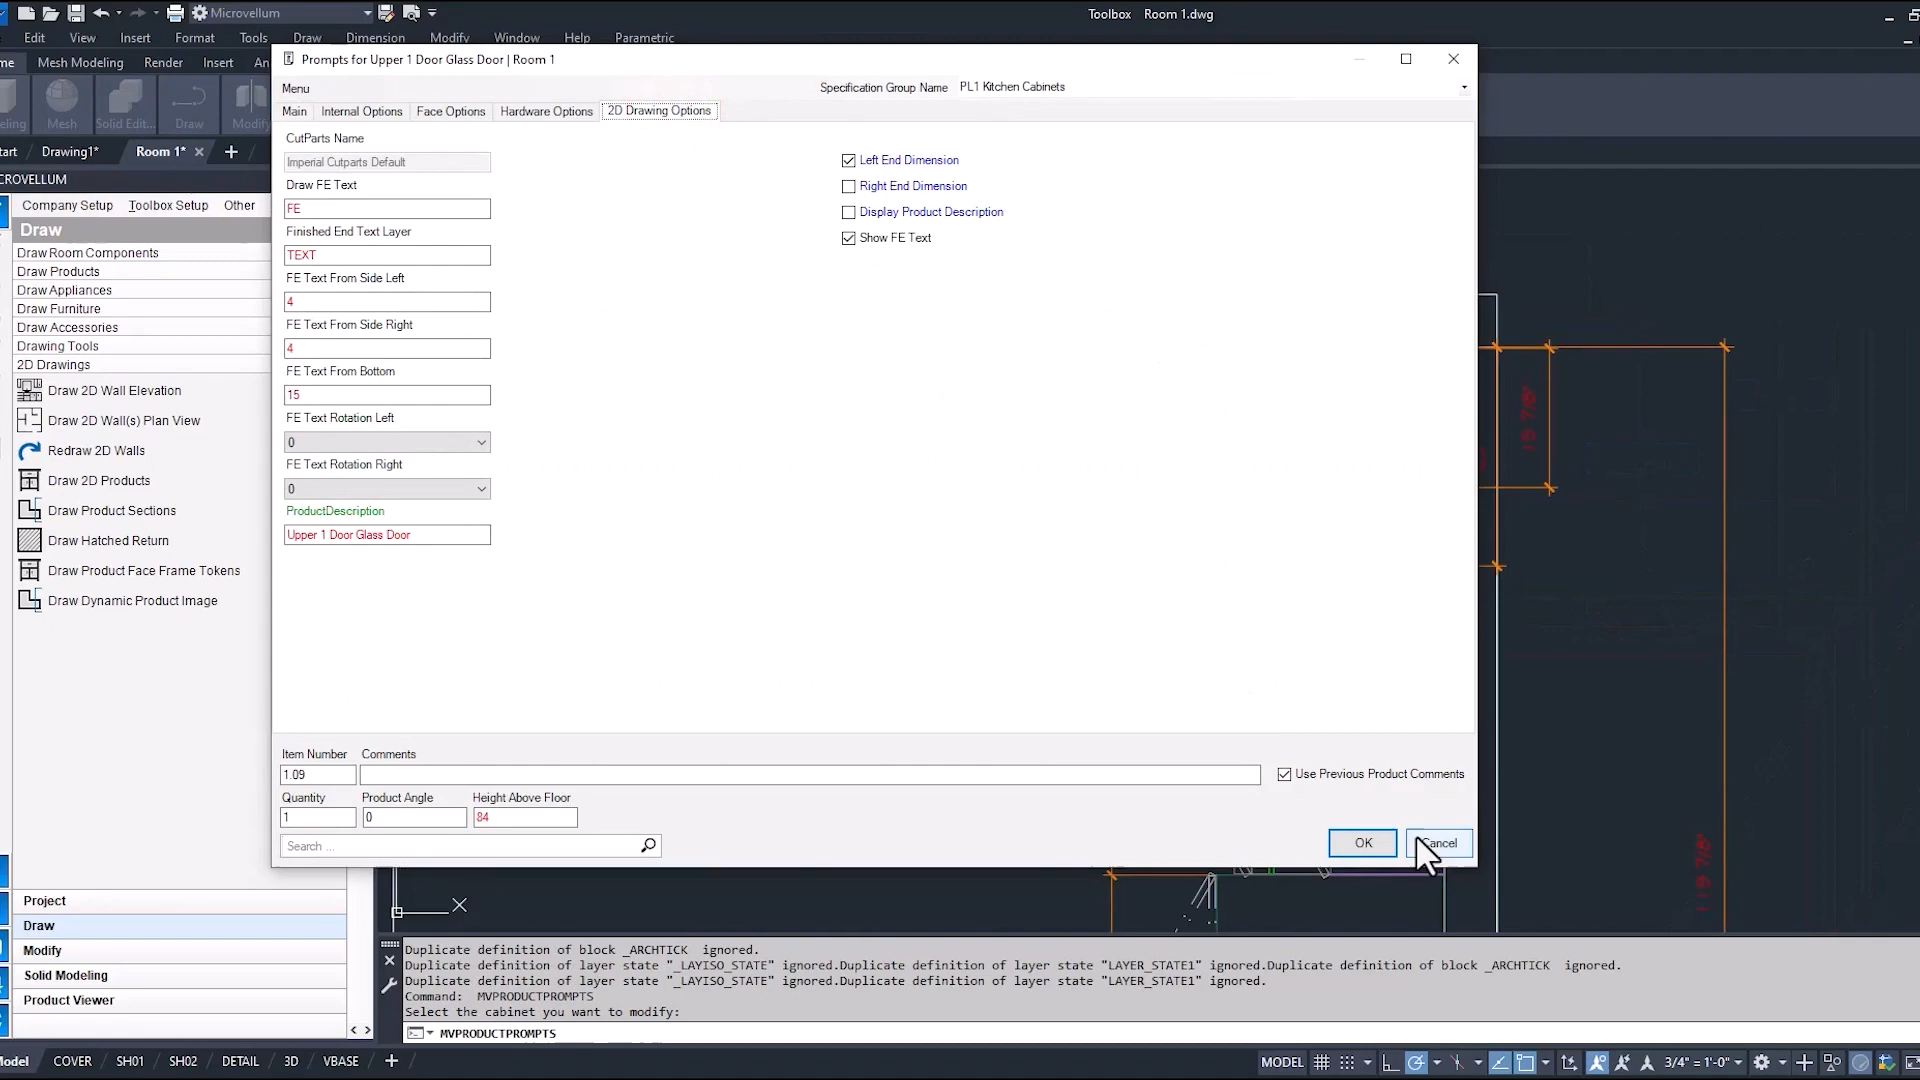 Microvellum
Toolbox Room 1.dwg
Edit View Insert Format Tools Draw Dimension Modify Window Help Parametric
me Mesh Modeling Render Insert An
eling Mesh Solid Edit... Draw Modify
tart Drawing1* Room 1*
CROVELLUM
Company Setup Toolbox Setup Other
Draw
Draw Room Components
Draw Products
Draw Appliances
Draw Furniture
Draw Accessories
Drawing Tools
2D Drawings
Draw 2D Wall Elevation
Draw 2D Wall(s) Plan View
Redraw 2D Walls
Draw 2D Products
Draw Product Sections
Draw Hatched Return
Draw Product Face Frame Tokens
Draw Dynamic Product Image
Project
Draw
Modify
Solid Modeling
Product Viewer
Prompts for Upper 1 Door Glass Door | Room 1
Menu
Specification Group Name PL1 Kitchen Cabinets
Main Internal Options Face Options Hardware Options 2D Drawing Options
CutParts Name
Imperial Cutparts Default
Draw FE Text
FE
Finished End Text Layer
TEXT
FE Text From Side Left
4
FE Text From Side Right
4
FE Text From Bottom
15
FE Text Rotation Left
0
FE Text Rotation Right
0
ProductDescription
Upper 1 Door Glass Door
Left End Dimension
Right End Dimension
Display Product Description
Show FE Text
Item Number Comments
1.09
Use Previous Product Comments
Quantity Product Angle Height Above Floor
1 0 84
Search ...
OK Cancel
19 7/8"
119 7/8"
Duplicate definition of block _ARCHTICK ignored.
Duplicate definition of layer state "_LAYISO_STATE" ignored.Duplicate definition of layer state "LAYER_STATE1" ignored.Duplicate definition of block _ARCHTICK ignored.
Duplicate definition of layer state "_LAYISO_STATE" ignored.Duplicate definition of layer state "LAYER_STATE1" ignored.
Command: MVPRODUCTPROMPTS
Select the cabinet you want to modify:
MVPRODUCTPROMPTS
Model COVER SH01 SH02 DETAIL 3D VBASE
MODEL 3/4" = 1'-0"